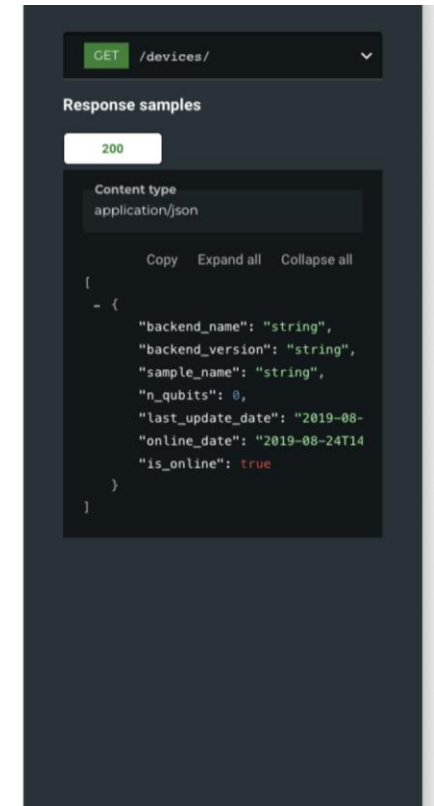 GET /devices/
Response samples
200
Content type
application/json
Copy Expand all Collapse all
[
– {
"backend_name": "string",
"backend_version": "string",
"sample_name": "string",
"n_qubits": 0,
"last_update_date": "2019-08-
"online_date": "2019-08-24T14
"is_online": true
}
]